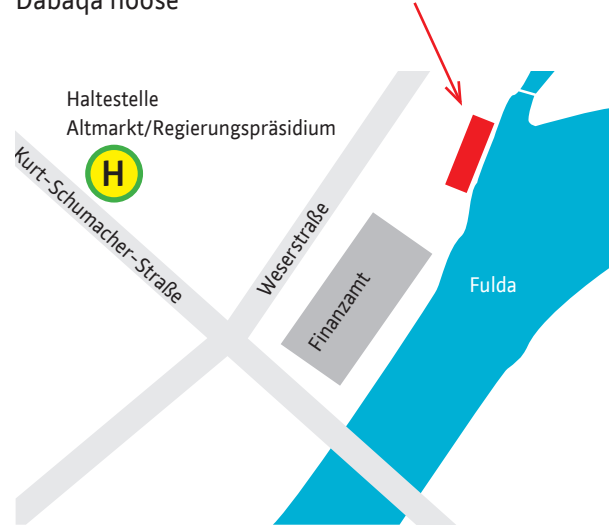 Dabaqa hoose
Haltestelle
Altmarkt/Regierungspräsidium
H
Kurt-Schumacher-Straße
Weserstraße
Finanzamt
Fulda